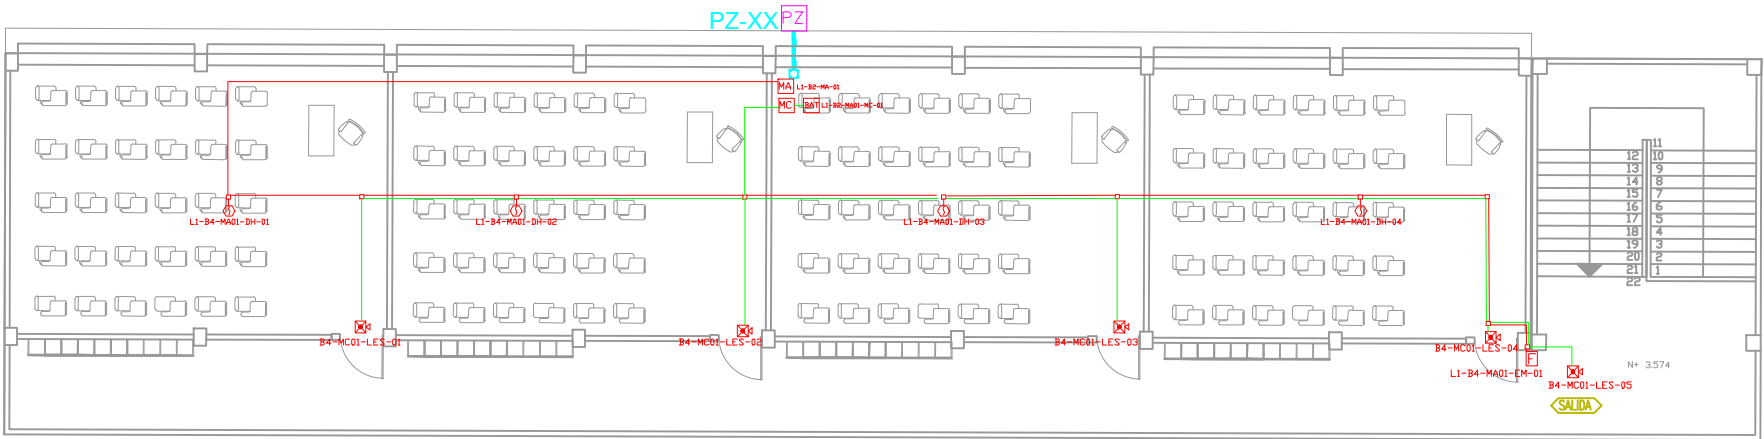 PZ-XX PZ
MA L1-B2-MA-01
MC BAT L1-B2-MA01-MC-01
L1-B4-MA01-DH-01
L1-B4-MA01-DH-02
L1-B4-MA01-DH-03
L1-B4-MA01-DH-04
11
12 10
13 9
14 8
15 7
16 6
17 5
18 4
19 3
20 2
21 1
22
B4-MC01-LES-01
B4-MC01-LES-02
B4-MC01-LES-03
B4-MC01-LES-04
F
L1-B4-MA01-EM-01
N+ 3.574
B4-MC01-LES-05
SALIDA